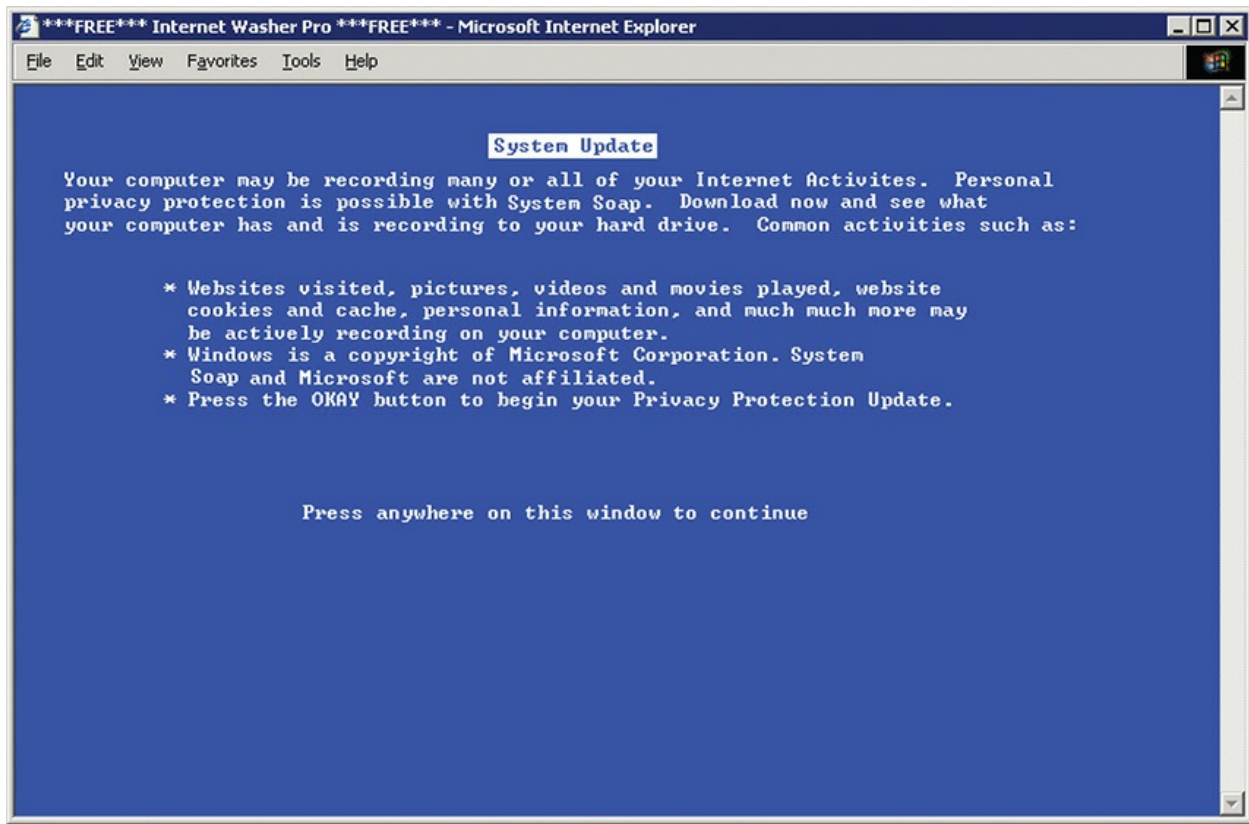 ***FREE*** Internet Washer Pro ***FREE*** - Microsoft Internet Explorer
File Edit View Favorites Tools Help
System Update
Your computer may be recording many or all of your Internet Activites. Personal
privacy protection is possible with System Soap. Download now and see what
your computer has and is recording to your hard drive. Common activities such as:
* Websites visited, pictures, videos and movies played, website
cookies and cache, personal information, and much much more may
be actively recording on your computer.
* Windows is a copyright of Microsoft Corporation. System
Soap and Microsoft are not affiliated.
* Press the OKAY button to begin your Privacy Protection Update.
Press anywhere on this window to continue